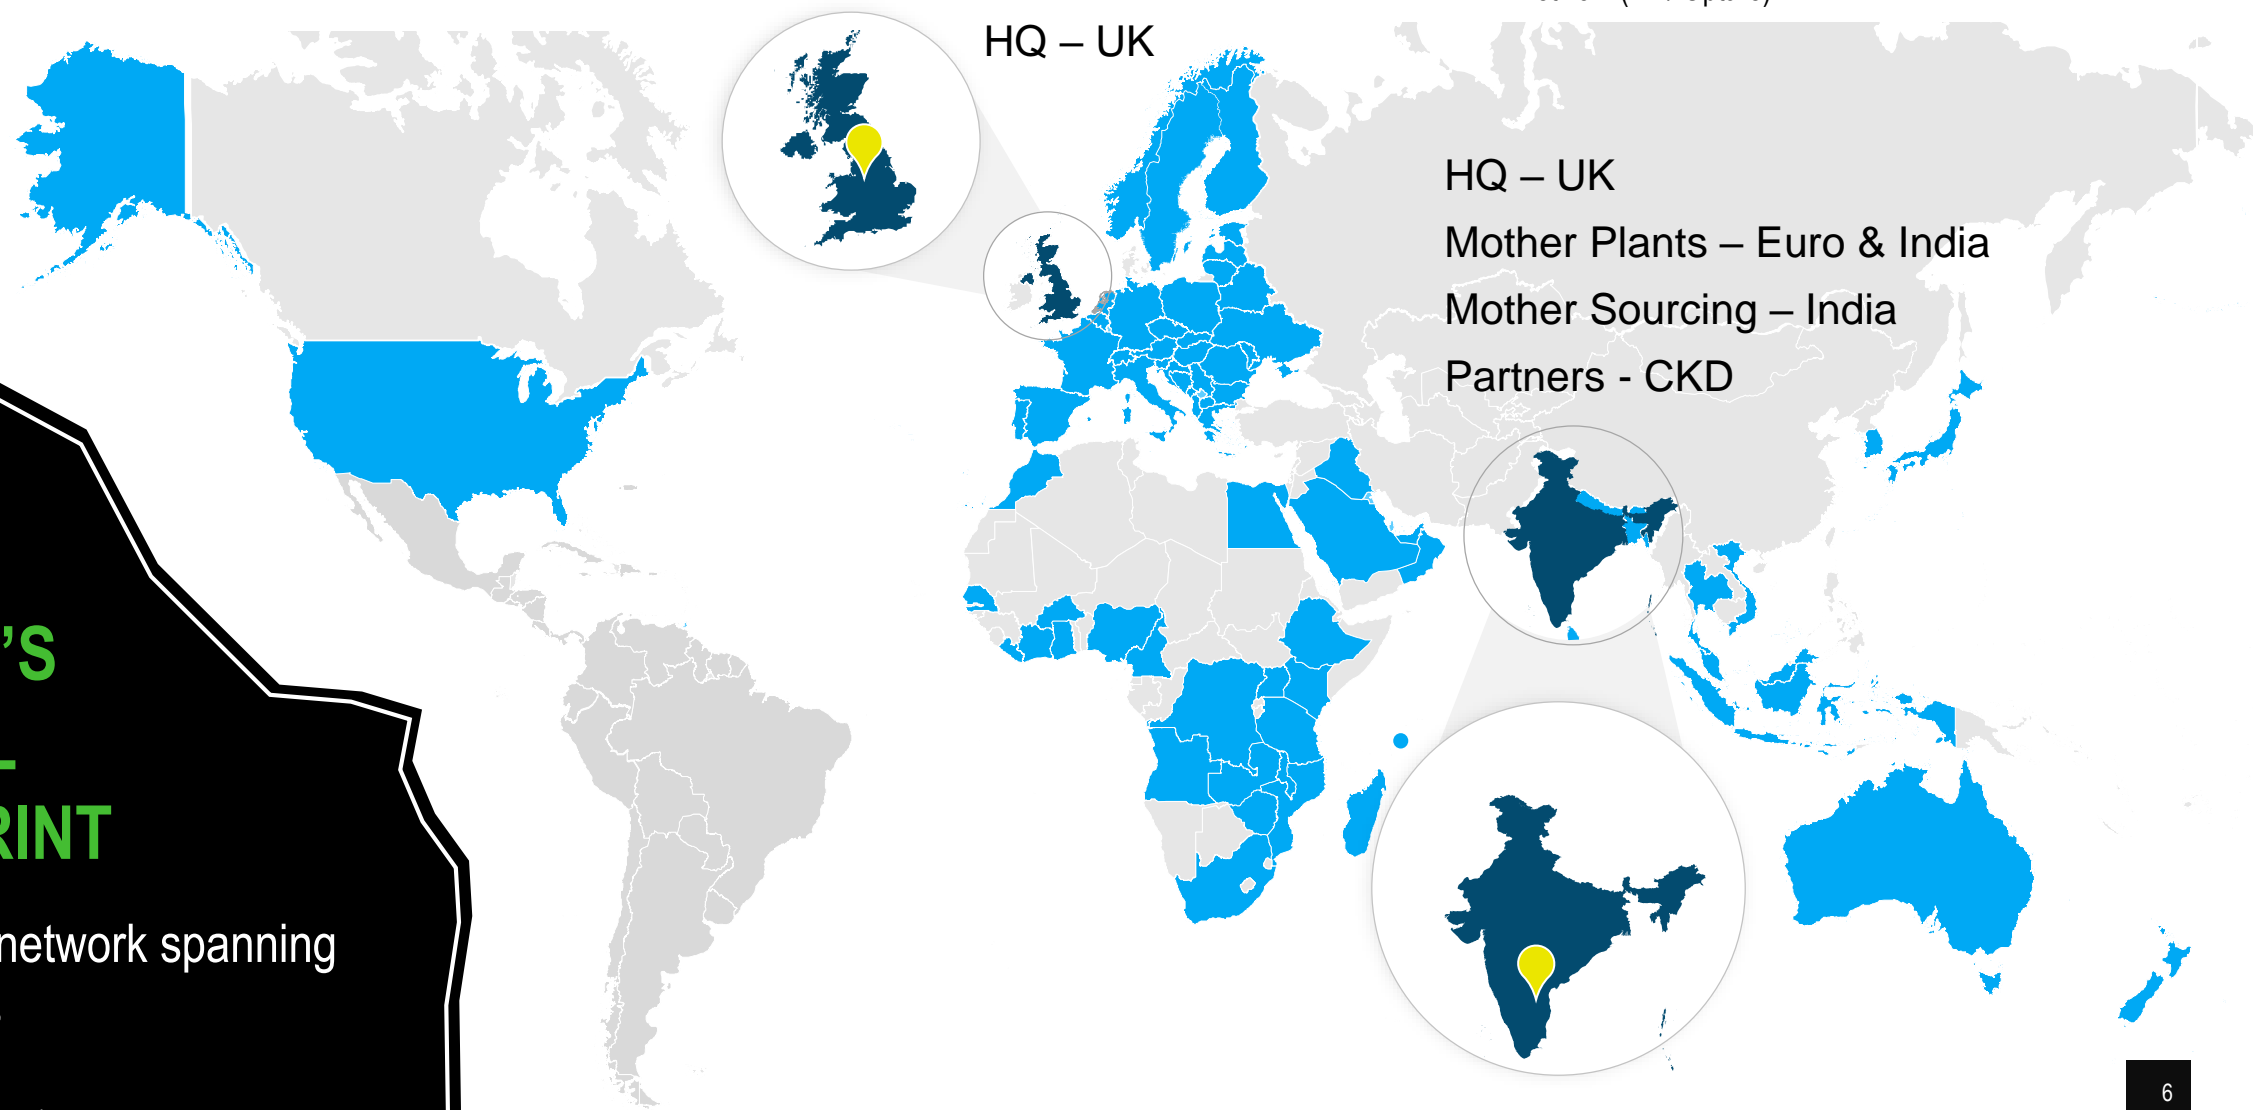 HQ – UK
HQ – UK
Mother Plants – Euro & India
Mother Sourcing – India
Partners - CKD
’S
RINT
network spanning
6